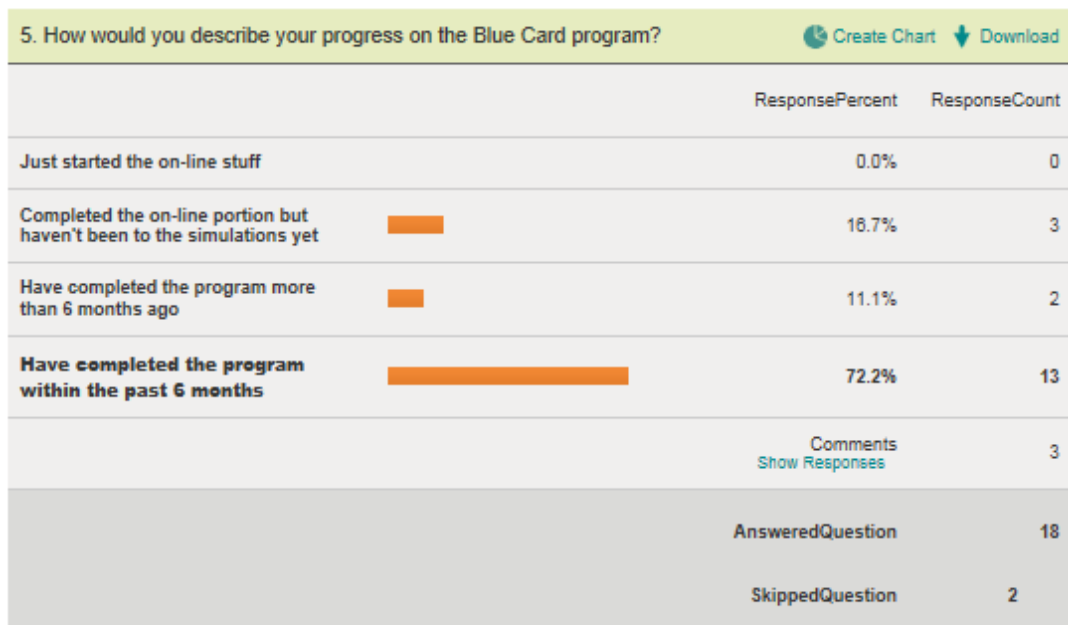 5. How would you describe your progress on the Blue Card program? Create Chart Download
ResponsePercent ResponseCount
Just started the on-line stuff 0.0% 0
Completed the on-line portion but
haven't been to the simulations yet 16.7% 3
Have completed the program more
than 6 months ago 11.1% 2
Have completed the program
within the past 6 months 72.2% 13
Comments 3
Show Responses
AnsweredQuestion 18
SkippedQuestion 2